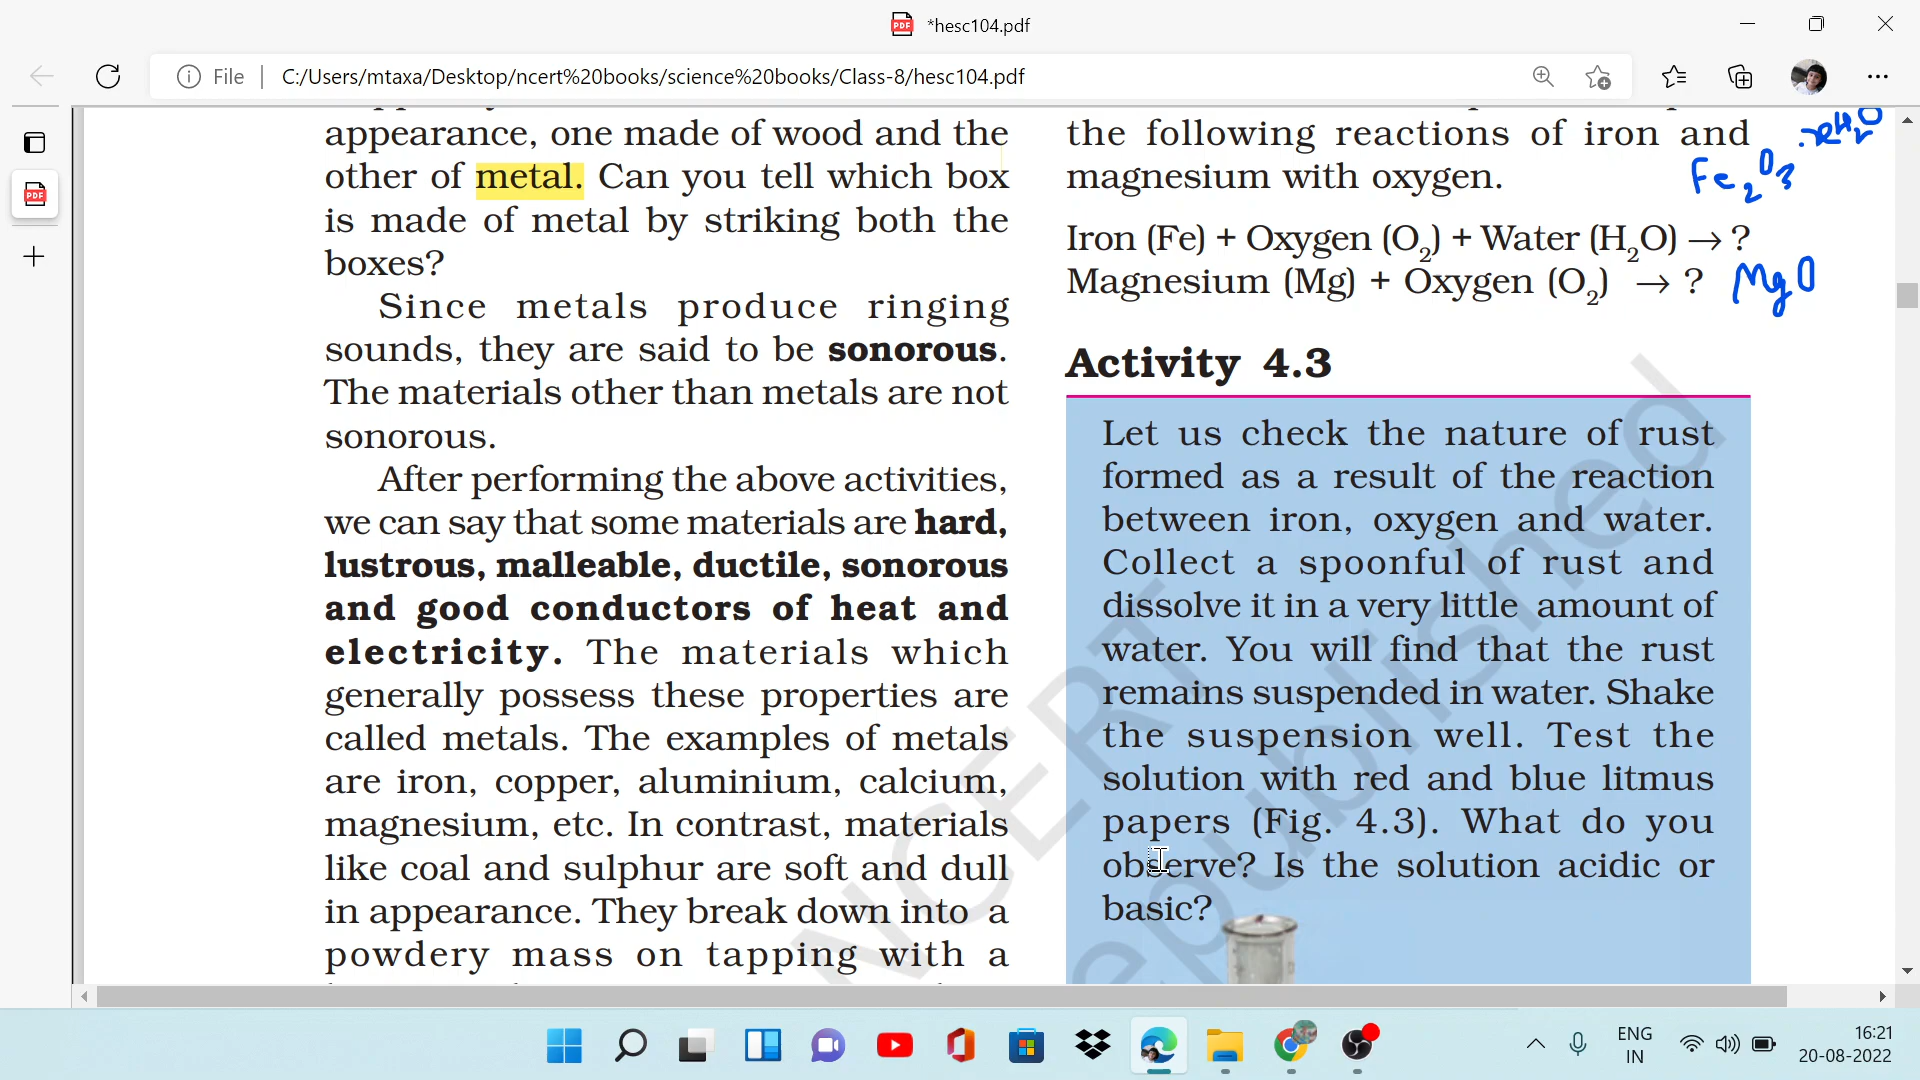 *hesc104.pdf
File
C:/Users/mtaxa/Desktop/ncert%20books/science%20books/Class-8/hesc104.pdf
appearance, one made of wood and the
other of metal. Can you tell which box
is made of metal by striking both the
boxes?
Since metals produce ringing
sounds, they are said to be sonorous.
The materials other than metals are not
sonorous.
After performing the above activities,
we can say that some materials are hard,
lustrous, malleable, ductile, sonorous
and good conductors of heat and
electricity. The materials which
generally possess these properties are
called metals. The examples of metals
are iron, copper, aluminium, calcium,
magnesium, etc. In contrast, materials
like coal and sulphur are soft and dull
in appearance. They break down into a
powdery mass on tapping with a
the following reactions of iron and
magnesium with oxygen.
Fe2O3 .xH2O
Iron (Fe) + Oxygen (O2) + Water (H2O) → ?
Magnesium (Mg) + Oxygen (O2) → ? MgO
Activity 4.3
Let us check the nature of rust
formed as a result of the reaction
between iron, oxygen and water.
Collect a spoonful of rust and
dissolve it in a very little amount of
water. You will find that the rust
remains suspended in water. Shake
the suspension well. Test the
solution with red and blue litmus
papers (Fig. 4.3). What do you
observe? Is the solution acidic or
basic?
NCERT
republished
ENG
IN
16:21
20-08-2022